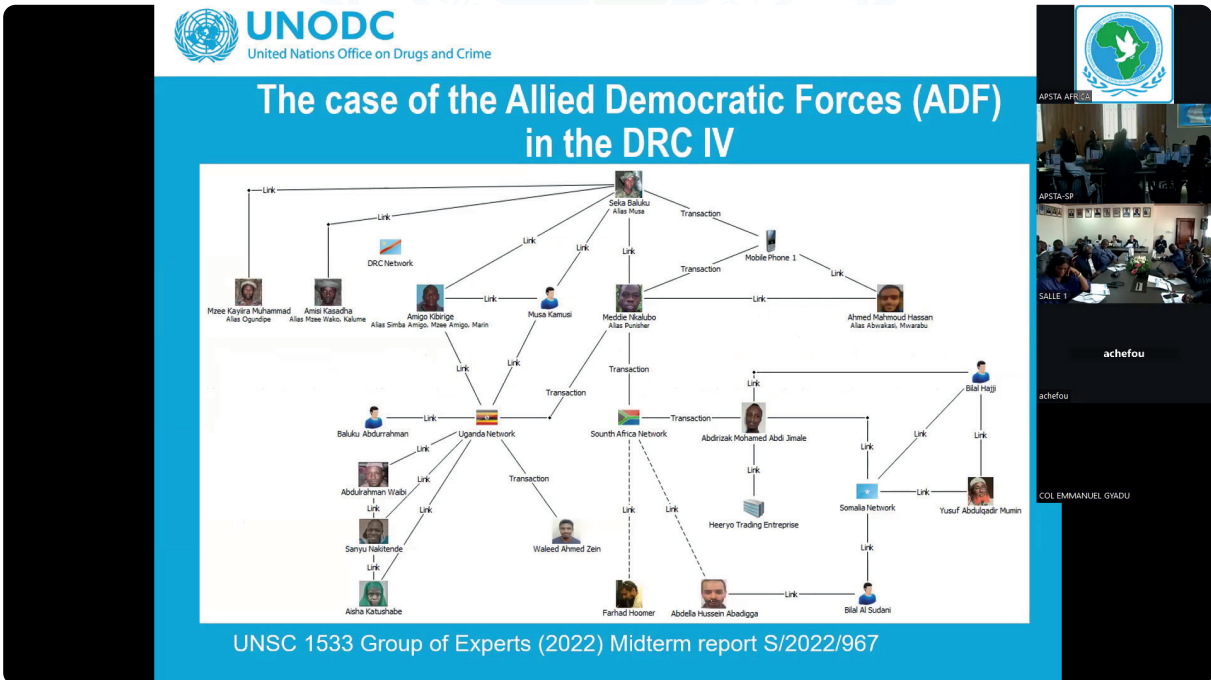 UNODC
United Nations Office on Drugs and Crime
The case of the Allied Democratic Forces (ADF)
in the DRC IV
Link
Seka Baluku
Alias Musa
Transaction
Link
DRC Network
Link
Link
Link
Transaction
Mobile Phone 1
Link
Mzee Kayira Muhammad
Alias Ogundipe
Amisi Kasadha
Alias Mzee Wako, Kalume
Amigo Kibirige
Alias Simba Amigo, Mzee Amigo, Marin
Link
Musa Kamusi
Meddie Nkalubo
Alias Punisher
Link
Ahmed Mahmoud Hassan
Alias Abwakasi, Mwarabu
Link
Link
Transaction
Transaction
Link
Bilal Hajji
Baluku Abdurrahman
Link
Uganda Network
Sounth Africa Network
Transaction
Abdirizak Mohamed Abdi Jimale
Link
Link
Link
Link
Abdulrahman Waibi
Link
Transaction
Link
Heeryo Trading Entreprise
Somalia Network
Link
Yusuf Abdulqadir Mumin
Link
Link
Sanyu Nakitende
Waleed Ahmed Zein
Link
Link
Link
Link
Aisha Katushabe
Farhad Hoomer
Abdella Hussein Abadigga
Link
Bilal Al Sudani
UNSC 1533 Group of Experts (2022) Midterm report S/2022/967
APSTA AFRICA
APSTA-SP
SALLE 1
achefou
achefou
COL EMMANUEL GYADU